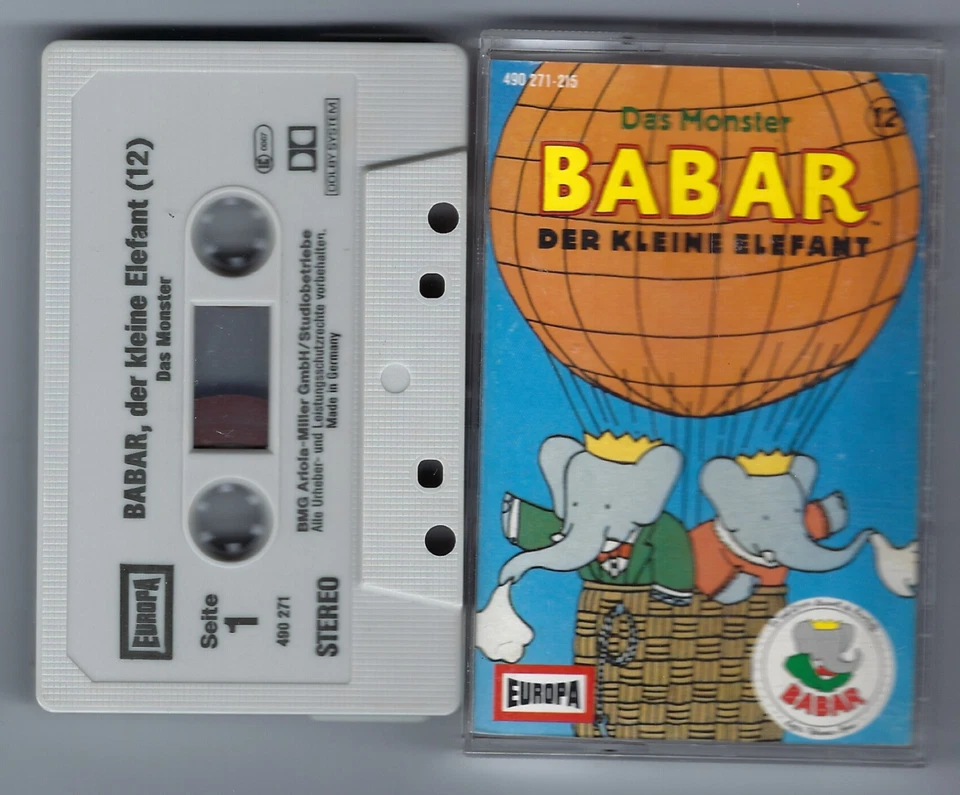 BABAR, der kleine Elefant (12)
Das Monster
EUROPA
Seite
1
490 271
STEREO
BMG Ariola-Miller GmbH/Studiobetriebe
Alle Urheber- und Leistungsschutzrechte vorbehalten.
Made in Germany
DOLBY SYSTEM
490 271-215
12
Das Monster
BABAR™
DER KLEINE ELEFANT
EUROPA
BABAR